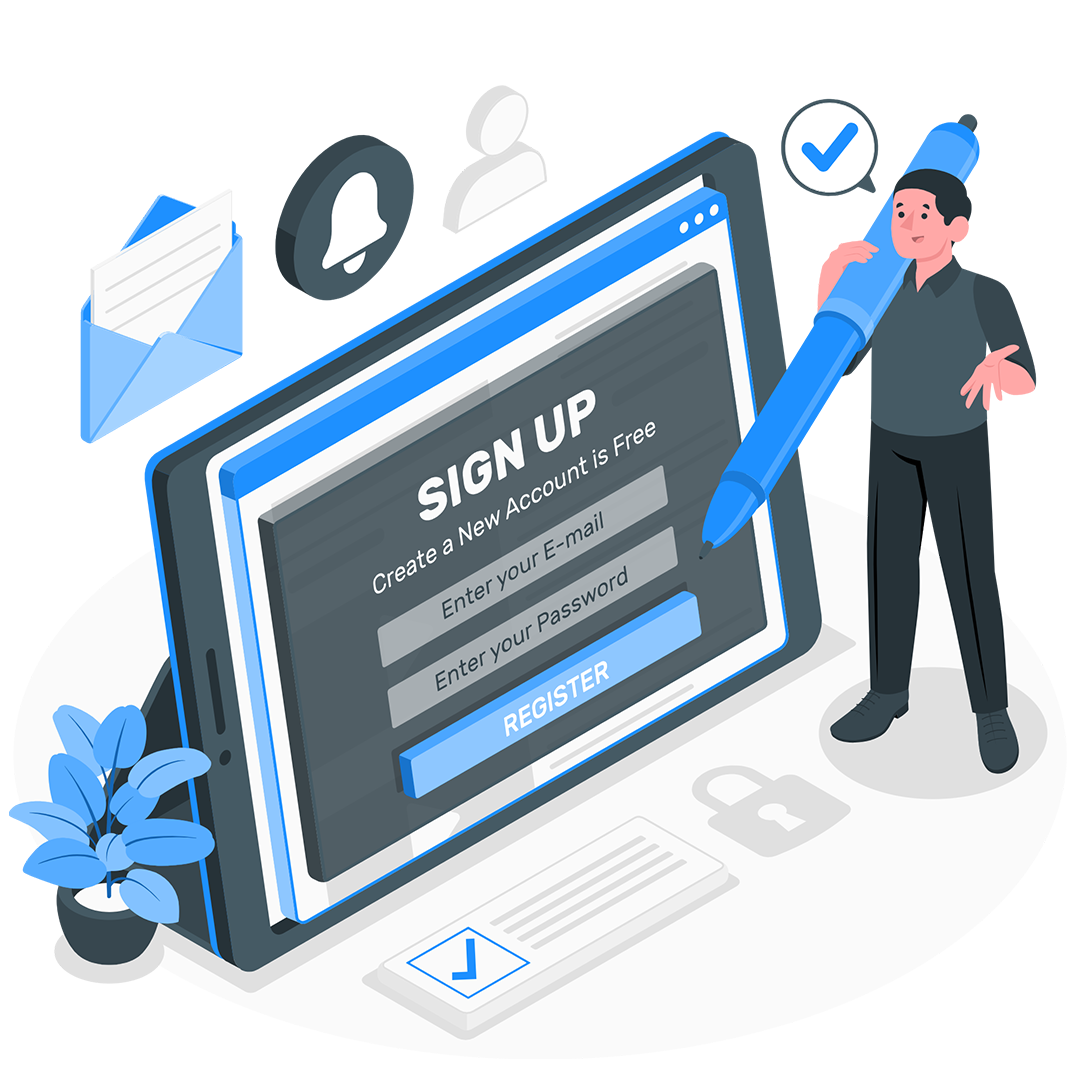 SIGN UP
Create a New Account is Free
Enter your E-mail
Enter your Password
REGISTER